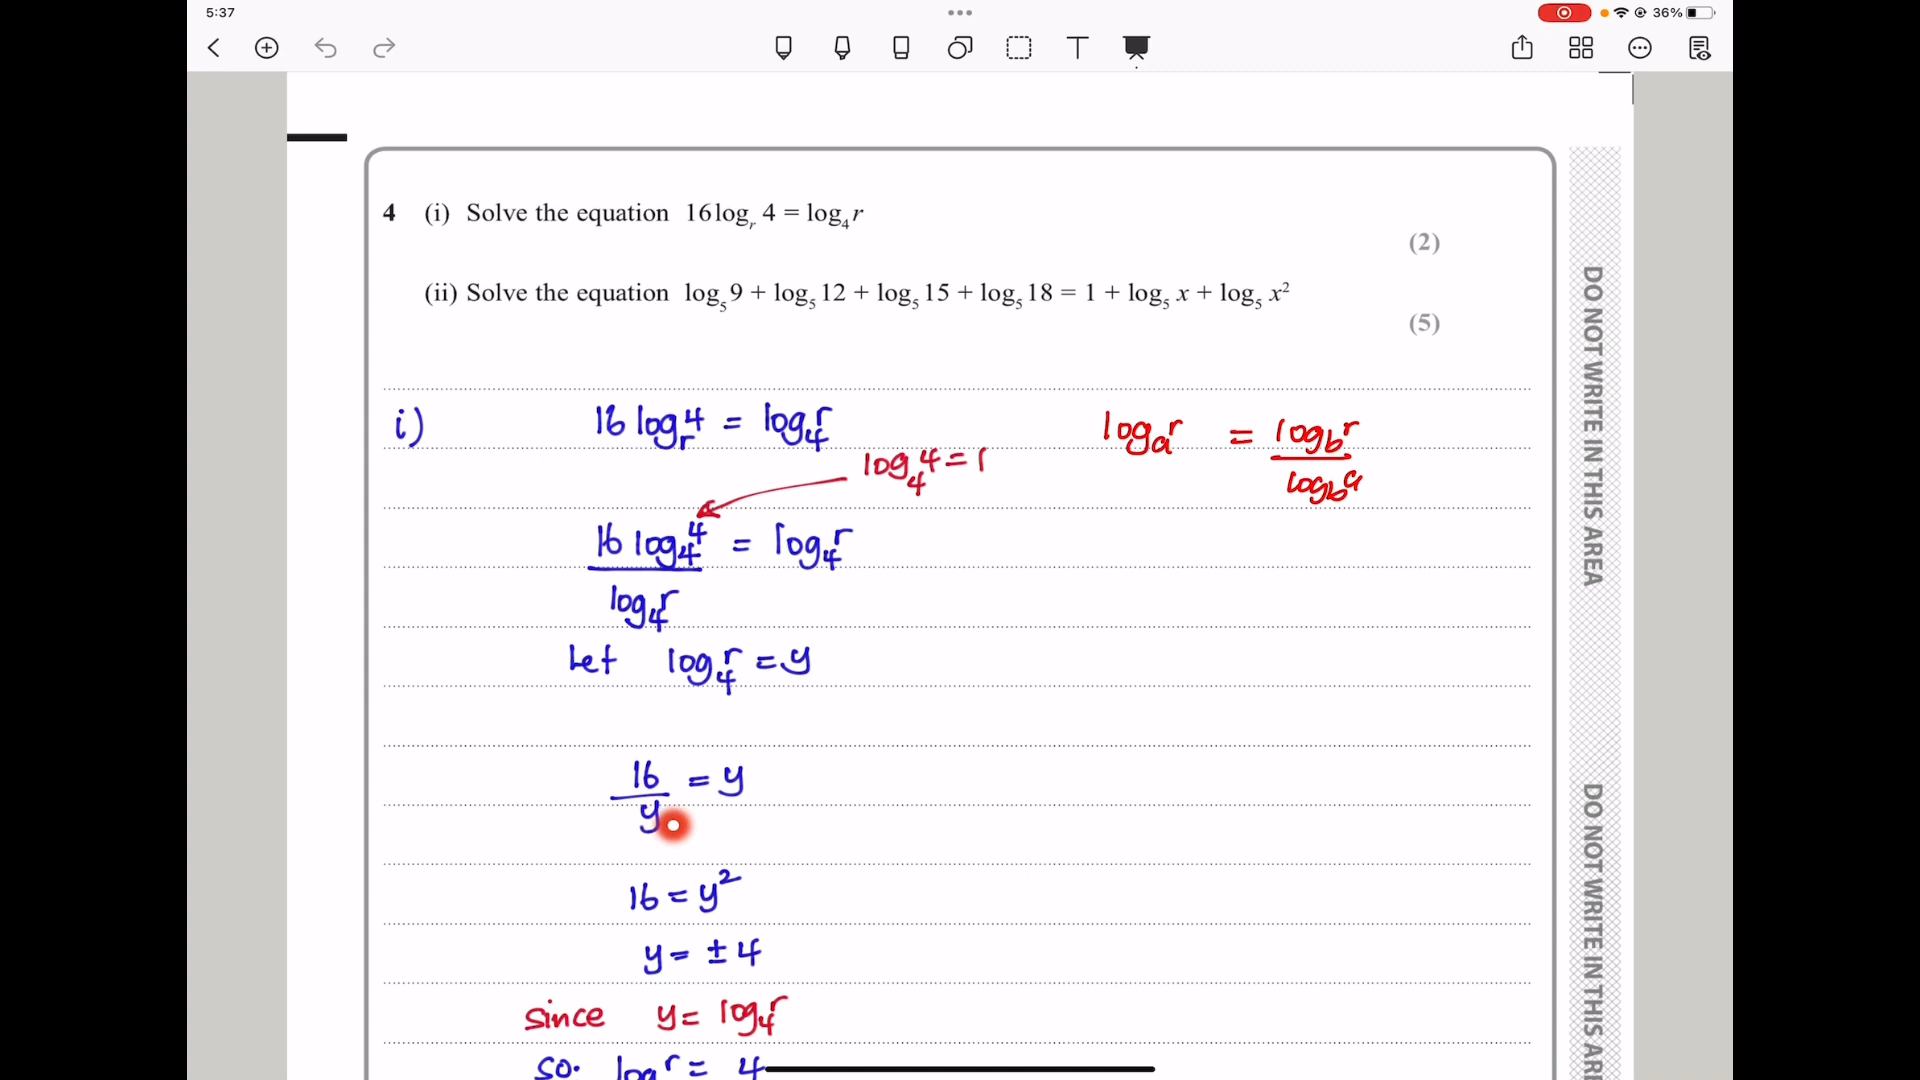 5:37
36%
4 (i) Solve the equation 16 log_r 4 = log_4 r
(2)
(ii) Solve the equation log_5 9 + log_5 12 + log_5 15 + log_5 18 = 1 + log_5 x + log_5 x²
(5)
i) 16 log_r 4 = log_4 r
log_a r = log_b r / log_b a
log_4 4 = 1
16 log_4 4 / log_4 r = log_4 r
Let log_4 r = y
16 / y = y
16 = y²
y = ± 4
since y = log_4 r
so. log r = 4
T
DO NOT WRITE IN THIS AREA
DO NOT WRITE IN THIS AR